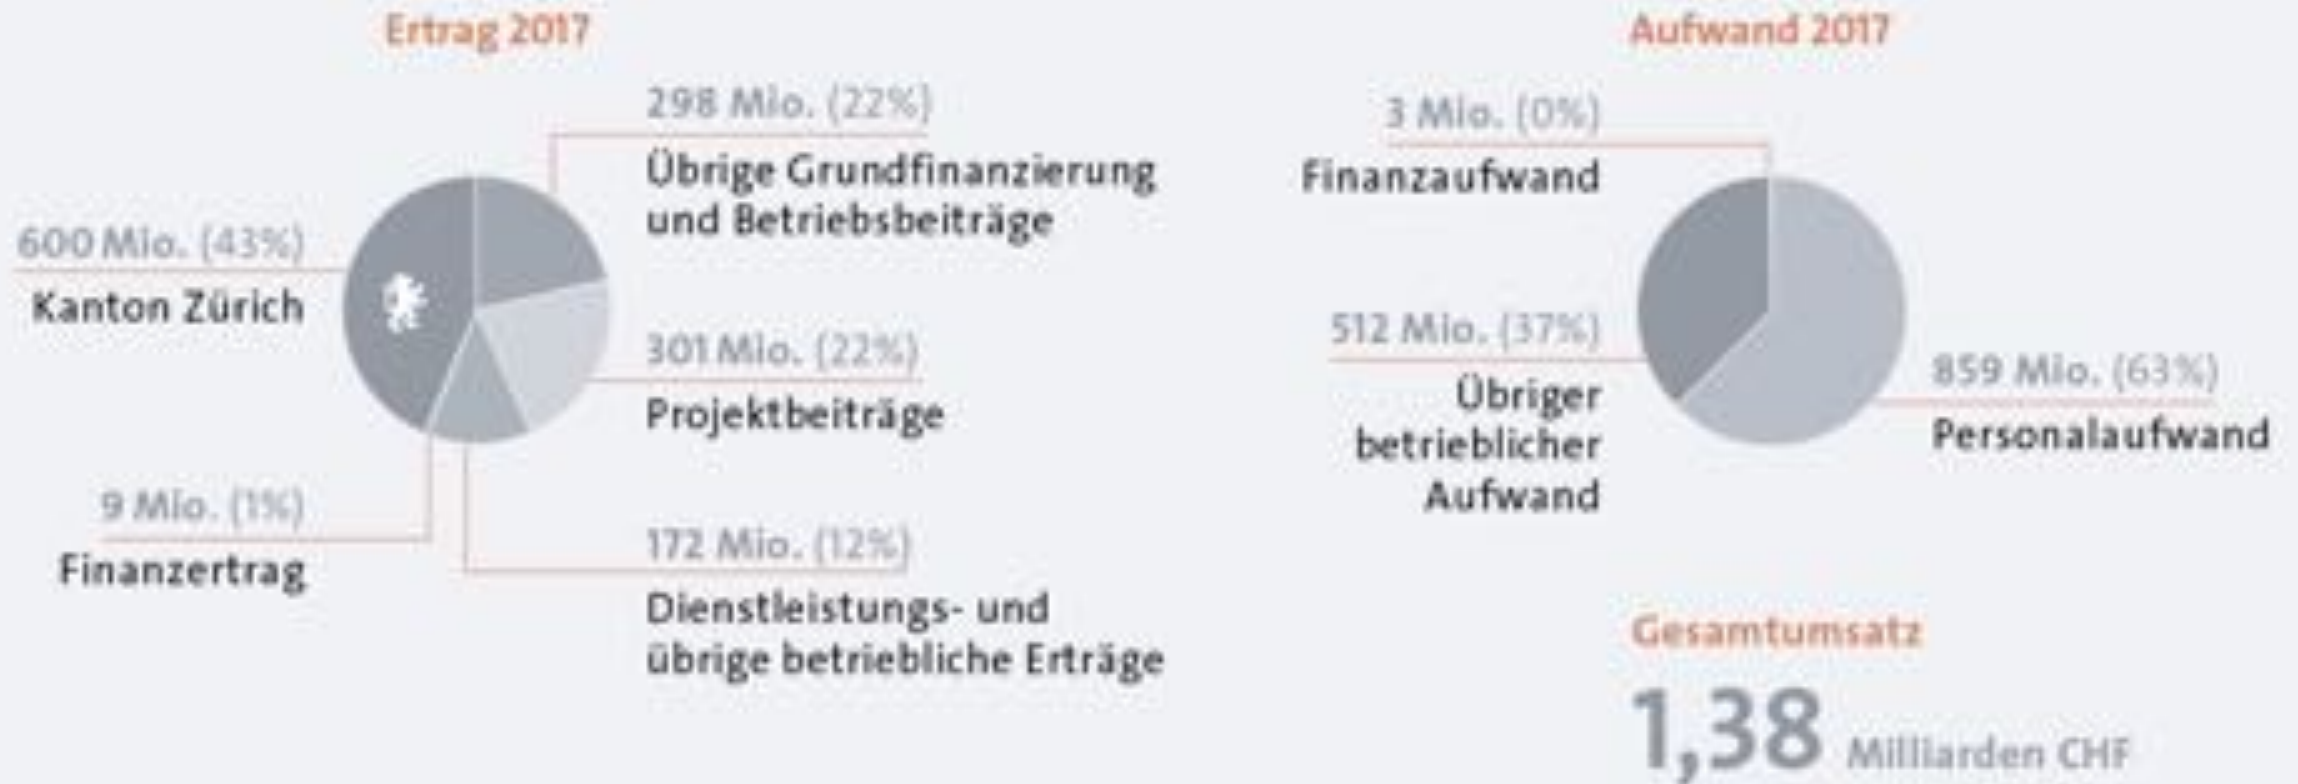 Ertrag 2017
298 Mio. (22%)
Übrige Grundfinanzierung
und Betriebsbeiträge
600 Mio. (43%)
Kanton Zürich
301 Mio. (22%)
Projektbeiträge
9 Mio. (1%)
Finanzertrag
172 Mio. (12%)
Dienstleistungs- und
übrige betriebliche Erträge
Aufwand 2017
3 Mio. (0%)
Finanzaufwand
512 Mio. (37%)
Übriger
betrieblicher
Aufwand
859 Mio. (63%)
Personalaufwand
Gesamtumsatz
1,38 Milliarden CHF